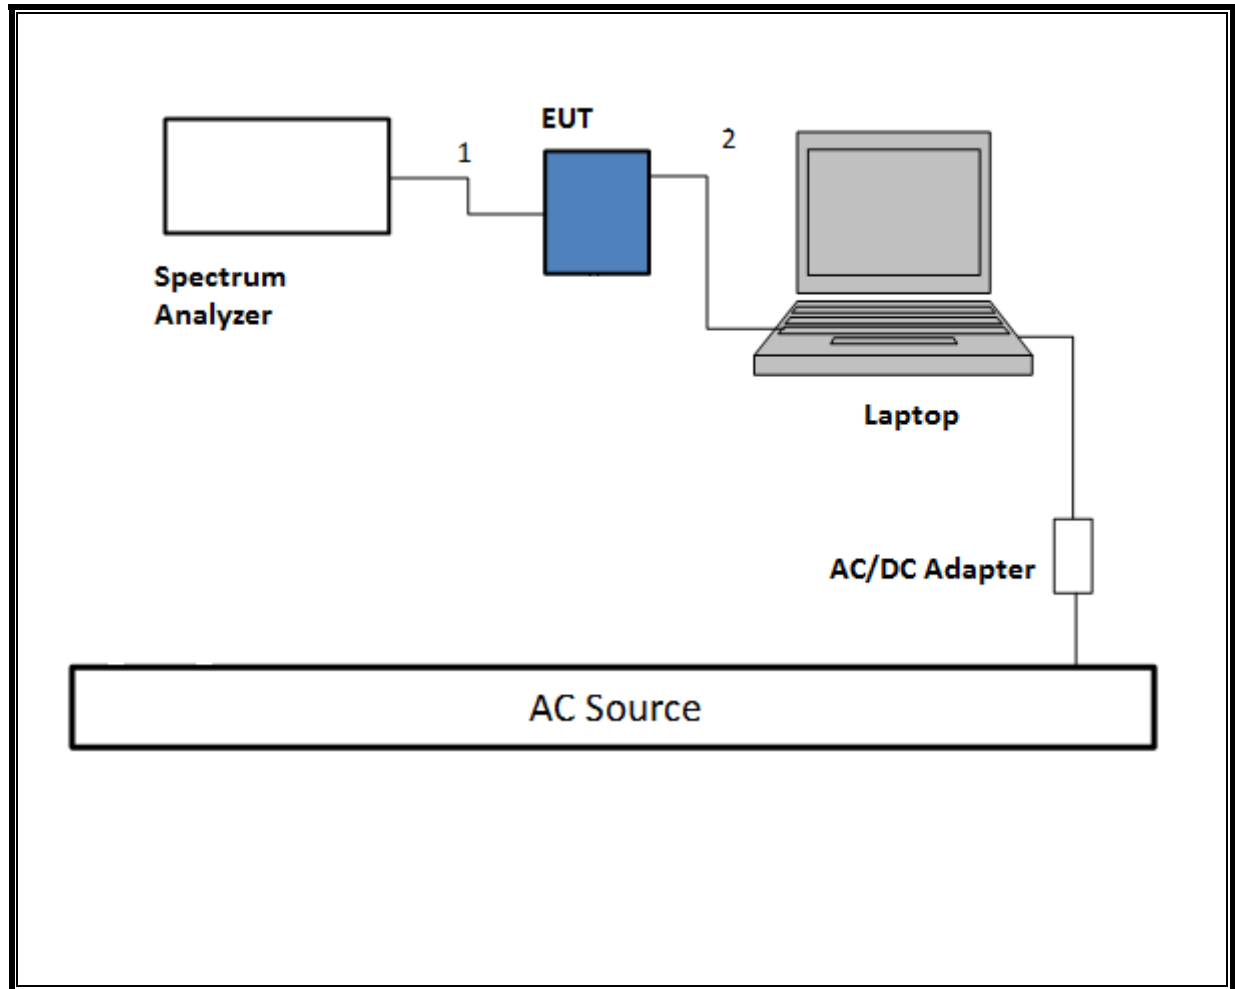 EUT
1
2
Spectrum
Analyzer
Laptop
AC/DC Adapter
AC Source